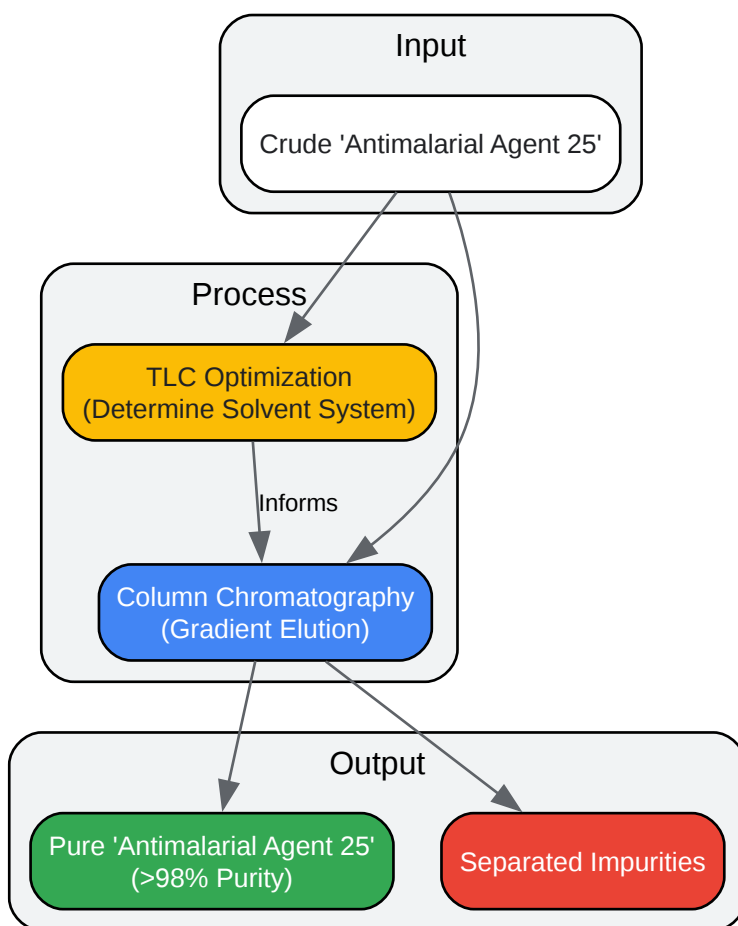 Input
Crude 'Antimalarial Agent 25'
Process
TLC Optimization
(Determine Solvent System)
Informs
Column Chromatography
(Gradient Elution)
Output
Pure 'Antimalarial Agent 25'
(>98% Purity)
Separated Impurities